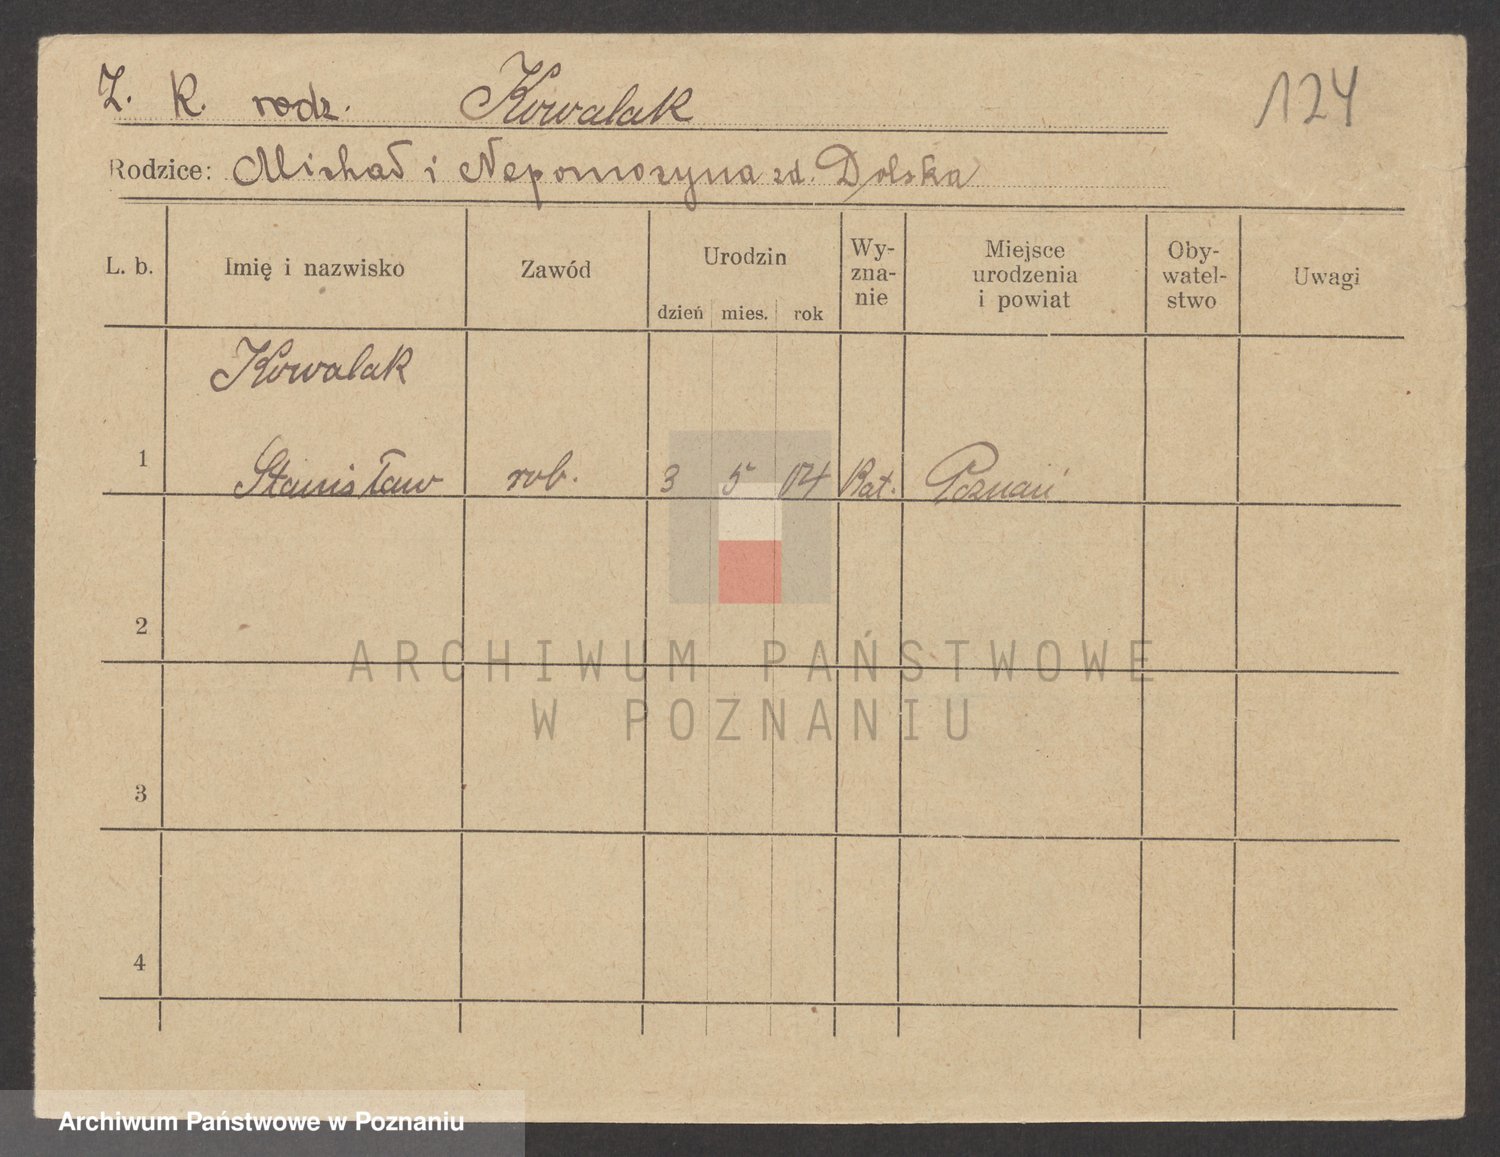 Z. K. rodz. Kowalak
124
Rodzice: Michał i Nepomocyna zd. Dolska
L. b. Imię i nazwisko Zawód Urodzin dzień mies. rok Wy-zna-nie Miejsce urodzenia i powiat Oby-watel-stwo Uwagi
Kowalak
1 Stanisław rob. 3 5 04 Kat. Poznań
2
ARCHIWUM PAŃSTWOWE
W POZNANIU
3
4
Archiwum Państwowe w Poznaniu